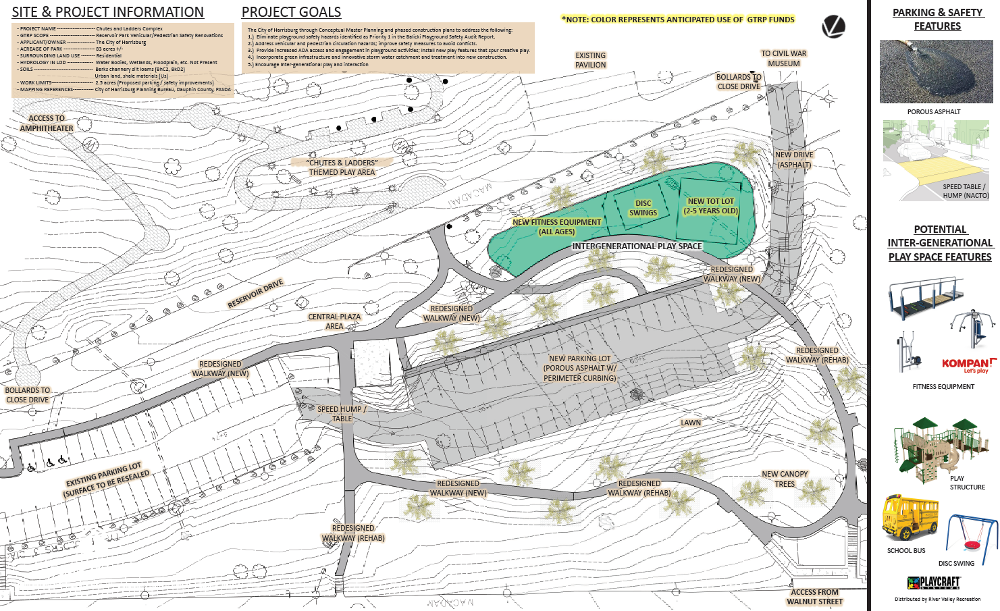 SITE & PROJECT INFORMATION
- PROJECT NAME ---------------------- Chutes and Ladders Complex
- GTRP SCOPE -------------------------- Reservoir Park Vehicular/Pedestrian Safety Renovations
- APPLICANT/OWNER ---------------- The City of Harrisburg
- ACREAGE OF PARK ------------------ 83 acres +/-
- SURROUNDING LAND USE -------- Residential
- HYDROLOGY IN LOD --------------- Water Bodies, Wetlands, Floodplain, etc. Not Present
- SOILS ---------------------------------- Berks channery silt loams (BhC2, BkD2)
Urban land, shale materials (Us)
- WORK LIMITS------------------------ 2.5 acres (Proposed parking / safety improvements)
- MAPPING REFERENCES------------ City of Harrisburg Planning Bureau, Dauphin County, PASDA
PROJECT GOALS
The City of Harrisburg through Conceptual Master Planning and phased construction plans to address the following:
1.) Eliminate playground safety hazards identified as Priority 1 in the Balicki Playground Safety Audit Report.
2.) Address vehicular and pedestrian circulation hazards; improve safety measures to avoid conflicts.
3.) Provide increased ADA access and engagement in playground activities; Install new play features that spur creative play.
4.) Incorporate green infrastructure and innovative storm water catchment and treatment into new construction.
5.) Encourage Inter-generational play and interaction
*NOTE: COLOR REPRESENTS ANTICIPATED USE OF GTRP FUNDS
EXISTING
PAVILION
TO CIVIL WAR
MUSEUM
BOLLARDS TO
CLOSE DRIVE
ACCESS TO
AMPHITHEATER
"CHUTES & LADDERS"
THEMED PLAY AREA
NEW DRIVE
(ASPHALT)
MACADAM
DISC
SWINGS
NEW TOT LOT
(2-5 YEARS OLD)
NEW FITNESS EQUIPMENT
(ALL AGES)
INTERGENERATIONAL PLAY SPACE
REDESIGNED
WALKWAY (NEW)
RESERVOIR DRIVE
CENTRAL PLAZA
AREA
REDESIGNED
WALKWAY (NEW)
REDESIGNED
WALKWAY (NEW)
NEW PARKING LOT
(POROUS ASPHALT W/
PERIMETER CURBING)
REDESIGNED
WALKWAY (REHAB)
BOLLARDS TO
CLOSE DRIVE
SPEED HUMP /
TABLE
LAWN
EXISTING PARKING LOT
(SURFACE TO BE RESEALED
REDESIGNED
WALKWAY (NEW)
REDESIGNED
WALKWAY (REHAB)
NEW CANOPY
TREES
REDESIGNED
WALKWAY (REHAB)
MACADAM
ACCESS FROM
WALNUT STREET
PARKING & SAFETY
FEATURES
POROUS ASPHALT
SPEED TABLE /
HUMP (NACTO)
POTENTIAL
INTER-GENERATIONAL
PLAY SPACE FEATURES
KOMPAN!
Let's play
FITNESS EQUIPMENT
PLAY
STRUCTURE
SCHOOL BUS
DISC SWING
PLAYCRAFT
SYSTEMS
Distributed by River Valley Recreation